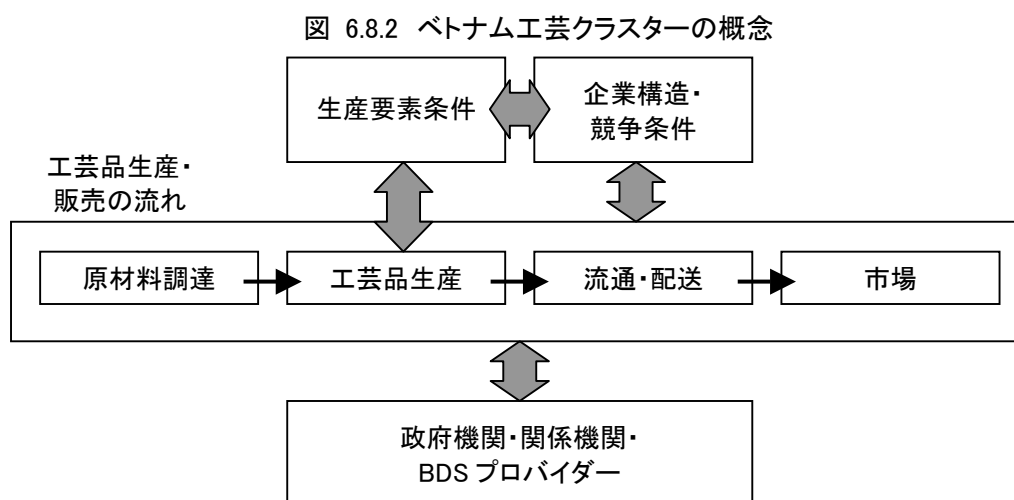 図 6.8.2 ベトナム工芸クラスターの概念
生産要素条件
企業構造・
競争条件
工芸品生産・
販売の流れ
原材料調達
工芸品生産
流通・配送
市場
政府機関・関係機関・
BDS プロバイダー